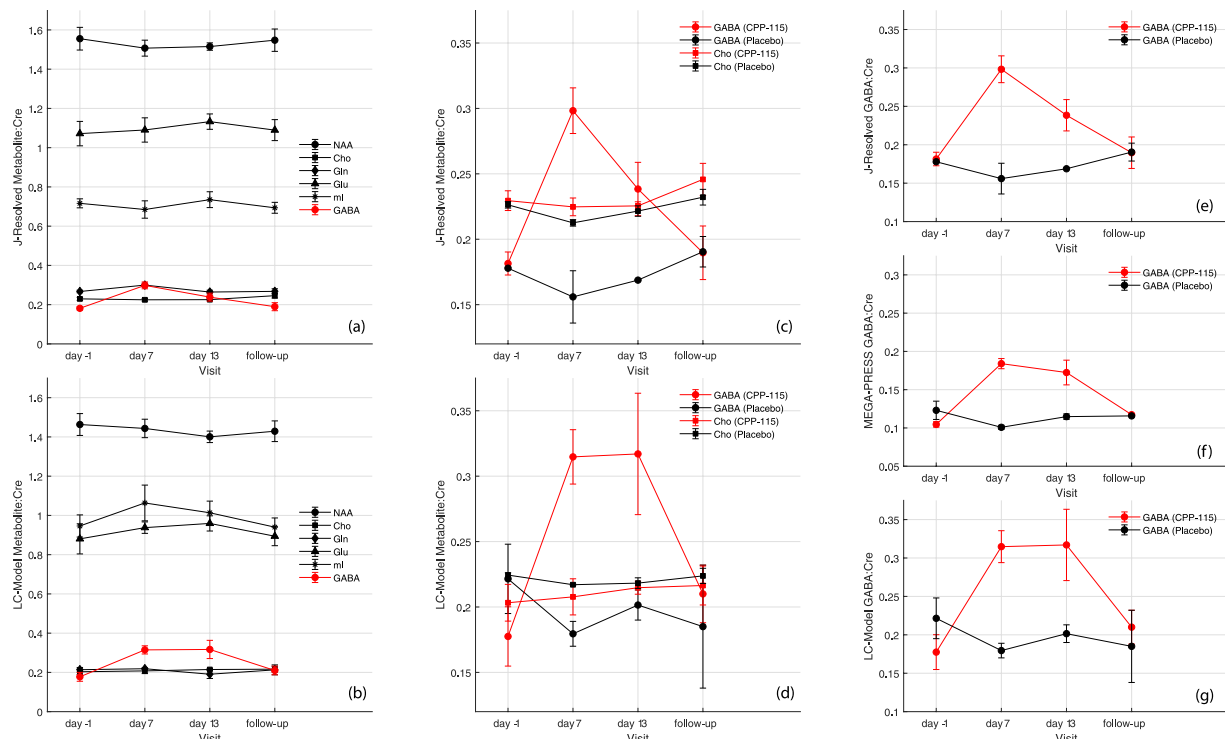 J-Resolved Metabolite:Cre
1.6
1.4
1.2
1
0.8
0.6
0.4
0.2
0
NAA
Cho
Gln
Glu
mI
GABA
(a)
day -1 day 7 day 13 follow-up
Visit
LC-Model Metabolite:Cre
1.6
1.4
1.2
1
0.8
0.6
0.4
0.2
0
NAA
Cho
Gln
Glu
mI
GABA
(b)
day -1 day 7 day 13 follow-up
Visit
J-Resolved Metabolite:Cre
0.35
0.3
0.25
0.2
0.15
GABA (CPP-115)
GABA (Placebo)
Cho (CPP-115)
Cho (Placebo)
(c)
day -1 day 7 day 13 follow-up
Visit
LC-Model Metabolite:Cre
0.35
0.3
0.25
0.2
0.15
GABA (CPP-115)
GABA (Placebo)
Cho (CPP-115)
Cho (Placebo)
(d)
day -1 day 7 day 13 follow-up
Visit
J-Resolved GABA:Cre
0.35
0.3
0.25
0.2
0.15
0.1
GABA (CPP-115)
GABA (Placebo)
(e)
day -1 day 7 day 13 follow-up
Visit
MEGA-PRESS GABA:Cre
0.3
0.25
0.2
0.15
0.1
0.05
GABA (CPP-115)
GABA (Placebo)
(f)
day -1 day 7 day 13 follow-up
Visit
LC-Model GABA:Cre
0.35
0.3
0.25
0.2
0.15
0.1
GABA (CPP-115)
GABA (Placebo)
(g)
day -1 day 7 day 13 follow-up
Visit